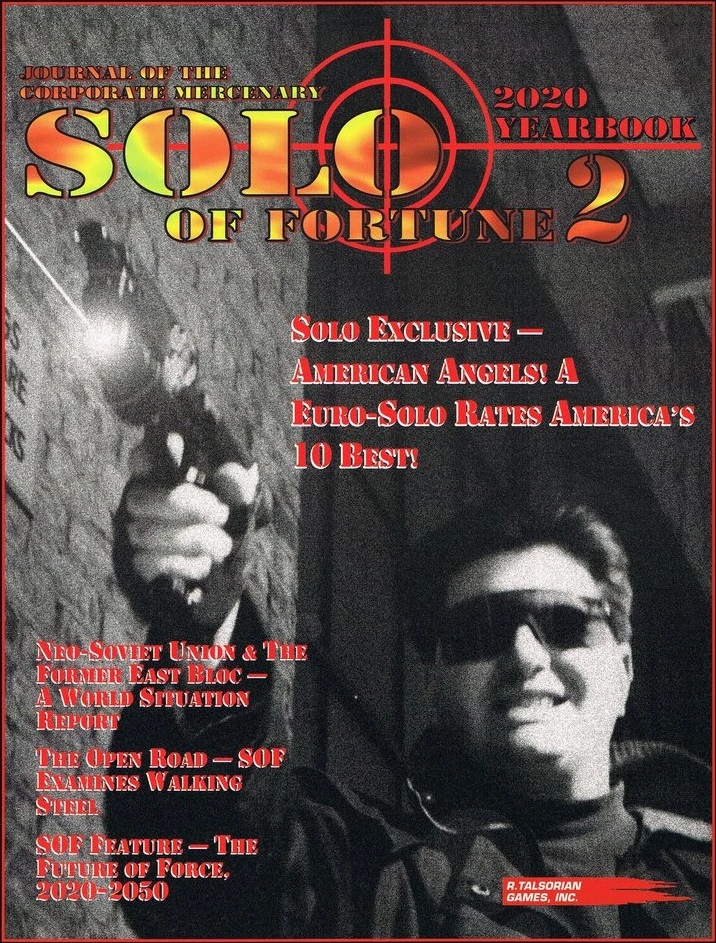 JOURNAL OF THE
CORPORATE MERCENARY
SOLO
OF FORTUNE 2
2020
YEARBOOK
SOLO EXCLUSIVE —
AMERICAN ANGELS! A
EURO-SOLO RATES AMERICA'S
10 BEST!
NEO-SOVIET UNION & THE
FORMER EAST BLOC —
A WORLD SITUATION
REPORT
THE OPEN ROAD — SOF
EXAMINES WALKING
STEEL
SOF FEATURE — THE
FUTURE OF FORCE,
2020-2050
R.TALSORIAN
GAMES, INC.